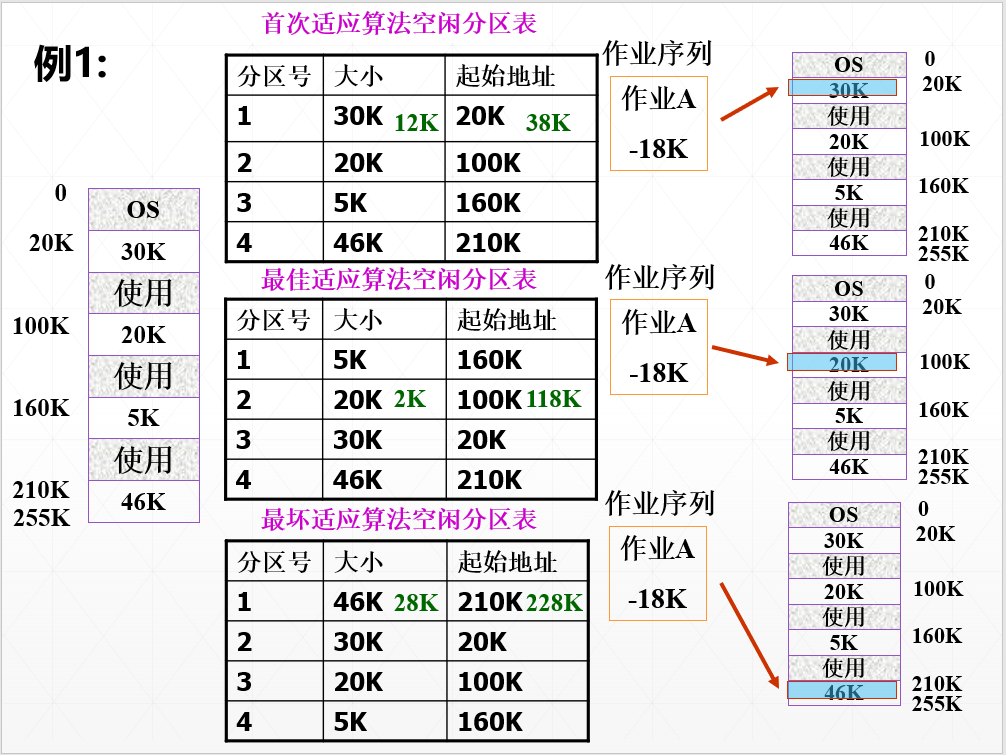 例1:
0
OS
20K
30K
使用
100K
20K
使用
160K
5K
使用
210K
46K
255K
首次适应算法空闲分区表
分区号 大小 起始地址
1 30K 12K 20K 38K
2 20K 100K
3 5K 160K
4 46K 210K
作业序列
作业A
-18K
OS 0
30K 20K
使用
20K 100K
使用
5K 160K
使用
46K 210K
255K
最佳适应算法空闲分区表
分区号 大小 起始地址
1 5K 160K
2 20K 2K 100K 118K
3 30K 20K
4 46K 210K
作业序列
作业A
-18K
OS 0
30K 20K
使用
20K 100K
使用
5K 160K
使用
46K 210K
255K
最坏适应算法空闲分区表
分区号 大小 起始地址
1 46K 28K 210K 228K
2 30K 20K
3 20K 100K
4 5K 160K
作业序列
作业A
-18K
OS 0
30K 20K
使用
20K 100K
使用
5K 160K
使用
46K 210K
255K